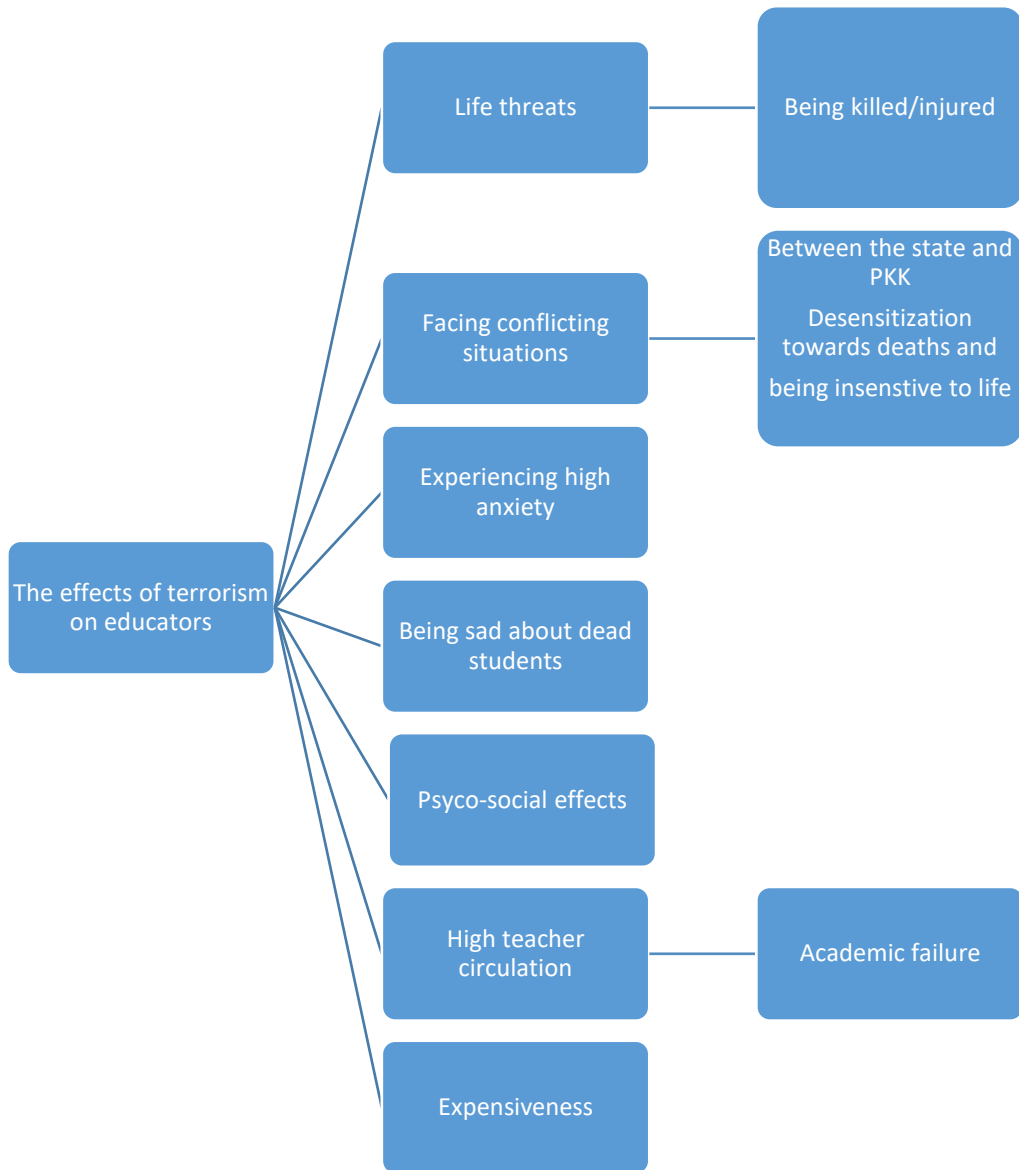 The effects of terrorism
on educators
Life threats
Being killed/injured
Facing conflicting
situations
Between the state and
PKK
Desensitization
towards deaths and
being insenstive to life
Experiencing high
anxiety
Being sad about dead
students
Psyco-social effects
High teacher
circulation
Academic failure
Expensiveness